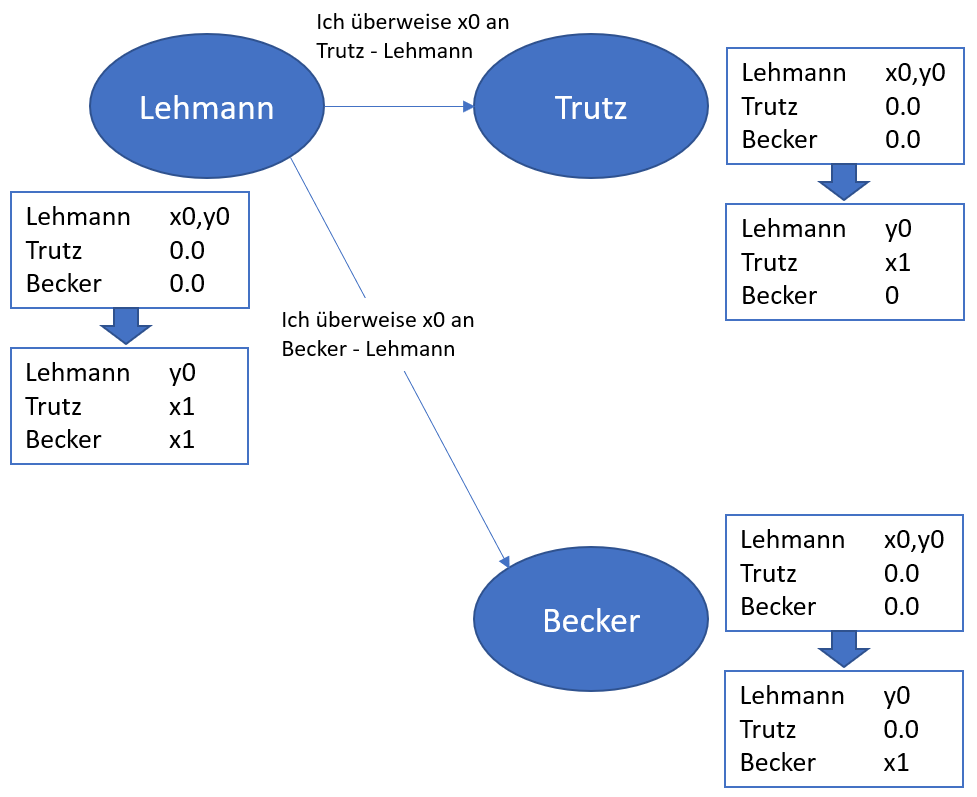 Ich überweise x0 an
Trutz - Lehmann
Lehmann
Trutz
Lehmann x0,y0
Trutz 0.0
Becker 0.0
Lehmann y0
Trutz x1
Becker 0
Lehmann x0,y0
Trutz 0.0
Becker 0.0
Lehmann y0
Trutz x1
Becker x1
Ich überweise x0 an
Becker - Lehmann
Becker
Lehmann x0,y0
Trutz 0.0
Becker 0.0
Lehmann y0
Trutz 0.0
Becker x1